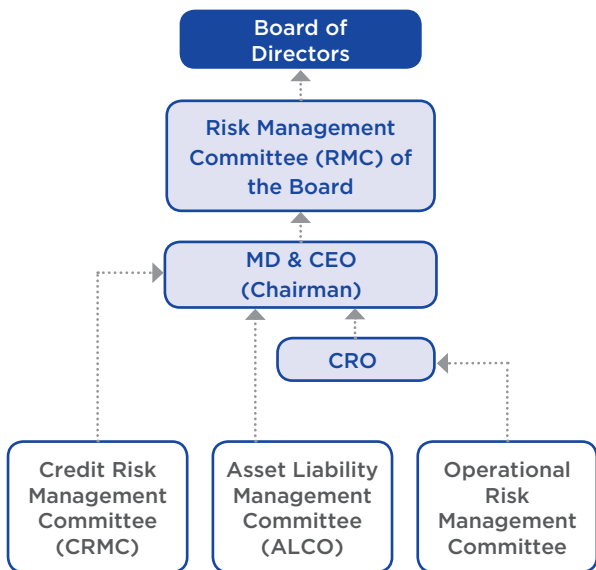 Board of
Directors
Risk Management
Committee (RMC) of
the Board
MD & CEO
(Chairman)
CRO
Credit Risk
Management
Committee
(CRMC)
Asset Liability
Management
Committee
(ALCO)
Operational
Risk
Management
Committee